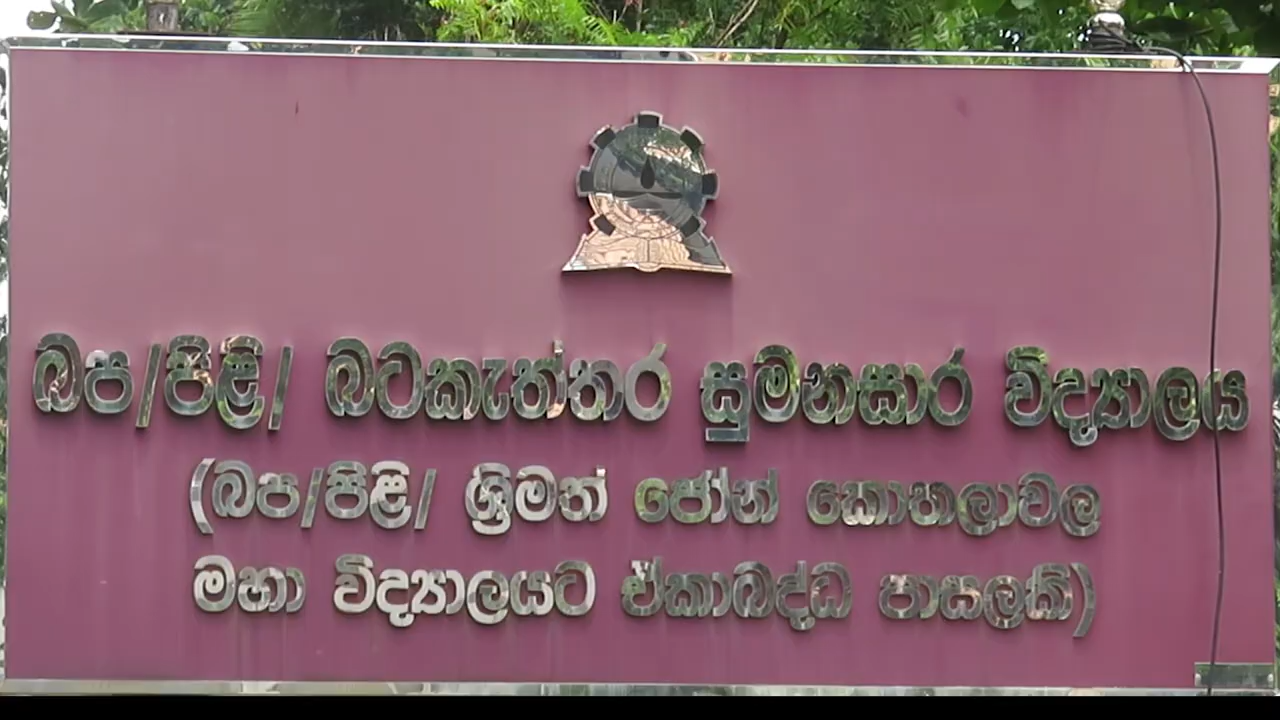 බප/පිළි/ බටකැත්තර සුමනසාර විද්‍යාලය
(බප/පිළි/ ශ්‍රිමත් ජෝන් කොතලාවල
මහා විද්‍යාලයට ඒකාබද්ධ පාසලකි)